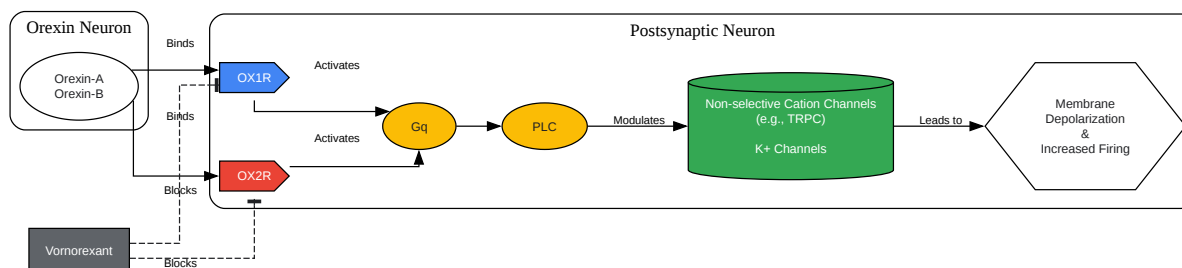 Orexin Neuron
Postsynaptic Neuron
Binds
Orexin-A
Orexin-B
OX1R
Activates
Binds
Gq
PLC
Modulates
Non-selective Cation Channels
(e.g., TRPC)
K+ Channels
Leads to
Membrane
Depolarization
&
Increased Firing
Activates
OX2R
Blocks
Vornorexant
Blocks